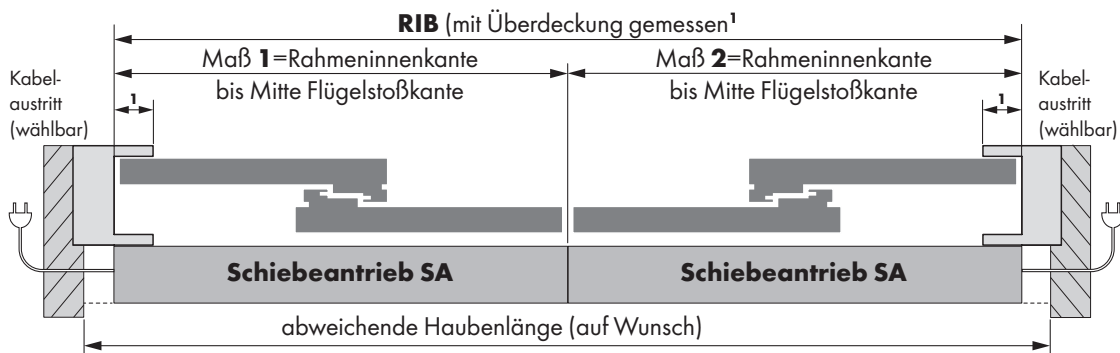 RIB (mit Überdeckung gemessen¹
Maß 1=Rahmeninnenkante
bis Mitte Flügelstoßkante
Maß 2=Rahmeninnenkante
bis Mitte Flügelstoßkante
Kabel-
austritt
(wählbar)
1
1
Kabel-
austritt
(wählbar)
Schiebeantrieb SA
Schiebeantrieb SA
abweichende Haubenlänge (auf Wunsch)